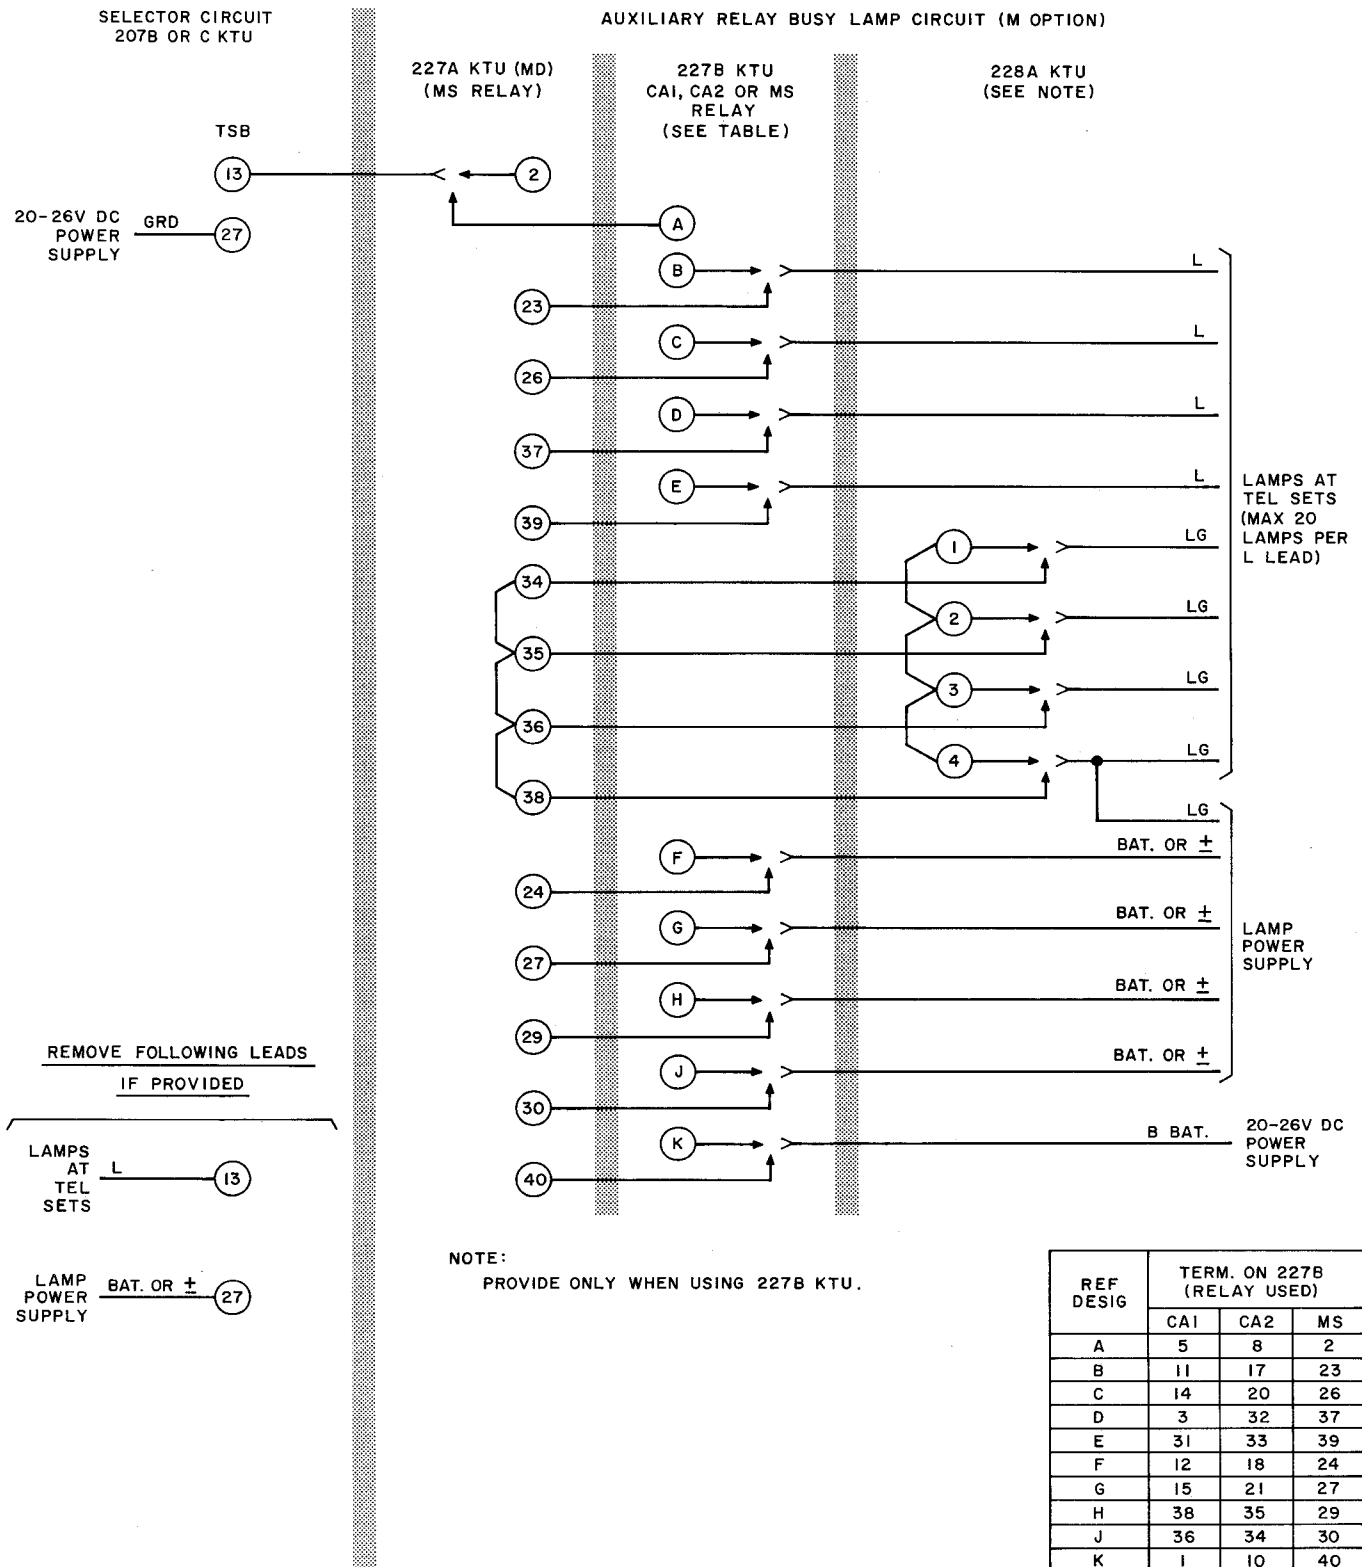 SELECTOR CIRCUIT
207B OR C KTU
AUXILIARY RELAY BUSY LAMP CIRCUIT (M OPTION)
227A KTU (MD)
(MS RELAY)
227B KTU
CA1, CA2 OR MS
RELAY
(SEE TABLE)
228A KTU
(SEE NOTE)
TSB
13
2
20-26V DC
POWER
SUPPLY
GRD
27
A
B
L
23
C
L
26
D
L
37
E
L
39
LAMPS AT
TEL SETS
(MAX 20
LAMPS PER
L LEAD)
1
LG
34
2
LG
35
3
LG
36
4
LG
38
LG
F
BAT. OR ±
24
G
BAT. OR ±
27
LAMP
POWER
SUPPLY
H
BAT. OR ±
29
J
BAT. OR ±
30
K
B BAT.
20-26V DC
POWER
SUPPLY
40
REMOVE FOLLOWING LEADS
IF PROVIDED
LAMPS
AT
TEL
SETS
L
13
LAMP
POWER
SUPPLY
BAT. OR ±
27
NOTE:
PROVIDE ONLY WHEN USING 227B KTU.
REF
DESIG
TERM. ON 227B
(RELAY USED)
CA1 CA2 MS
A 5 8 2
B 11 17 23
C 14 20 26
D 3 32 37
E 31 33 39
F 12 18 24
G 15 21 27
H 38 35 29
J 36 34 30
K 1 10 40